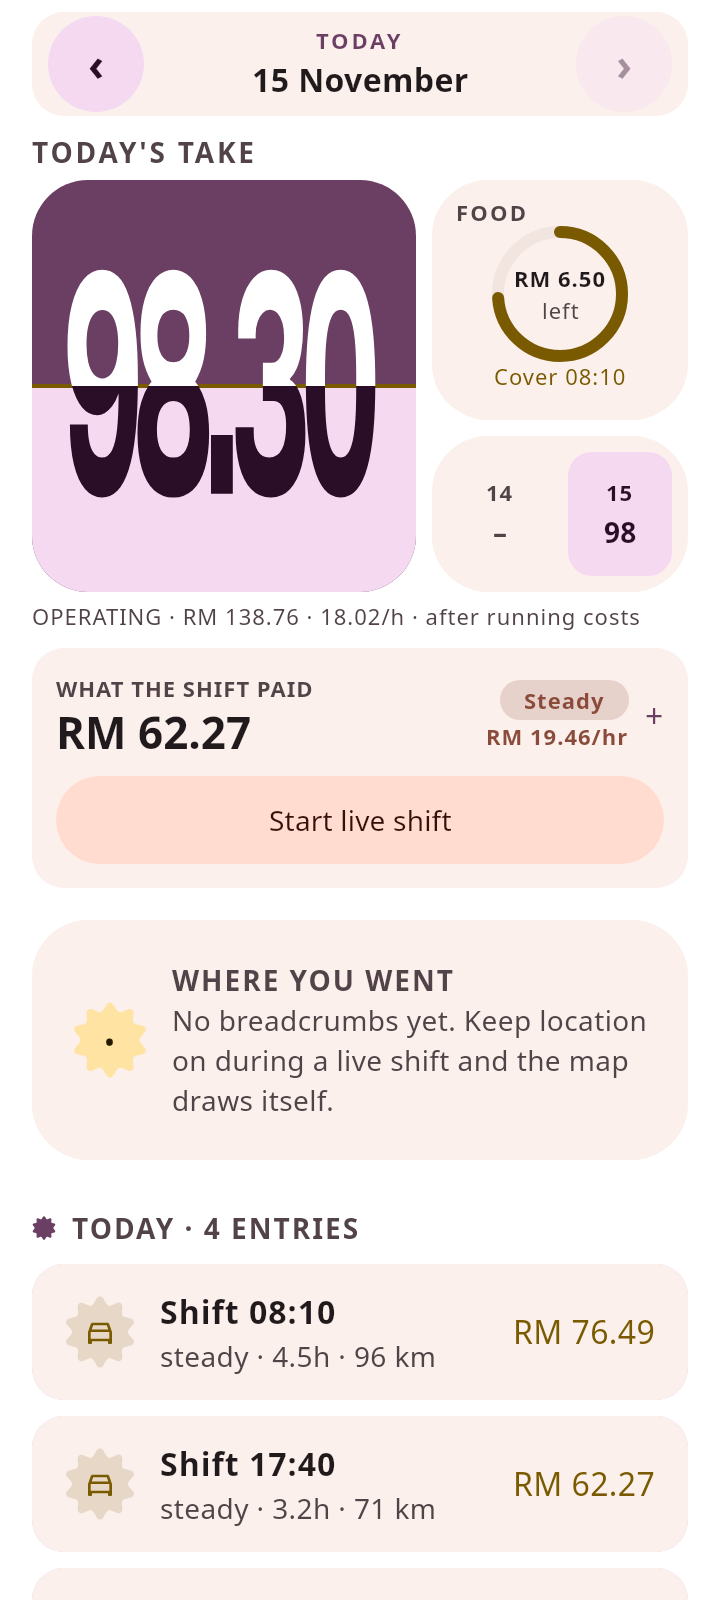 ‹
TODAY
15 November
›
TODAY'S TAKE
98.30
FOOD
RM 6.50
left
Cover 08:10
14
–
15
98
OPERATING · RM 138.76 · 18.02/h · after running costs
WHAT THE SHIFT PAID
RM 62.27
Steady
RM 19.46/hr
+
Start live shift
WHERE YOU WENT
No breadcrumbs yet. Keep location
on during a live shift and the map
draws itself.
TODAY · 4 ENTRIES
Shift 08:10
steady · 4.5h · 96 km
RM 76.49
Shift 17:40
steady · 3.2h · 71 km
RM 62.27